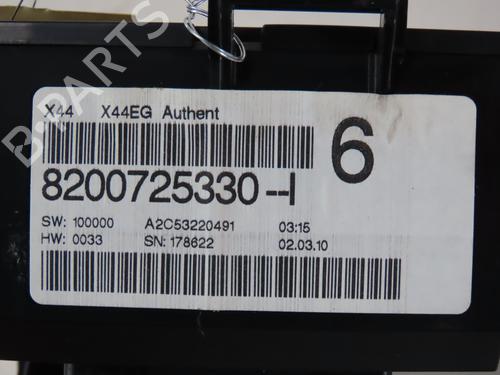 X44 X44EG Authent
6
8200725330--I
SW: 100000 A2C53220491 03:15
HW: 0033 SN: 178622 02.03.10
B-PARTS